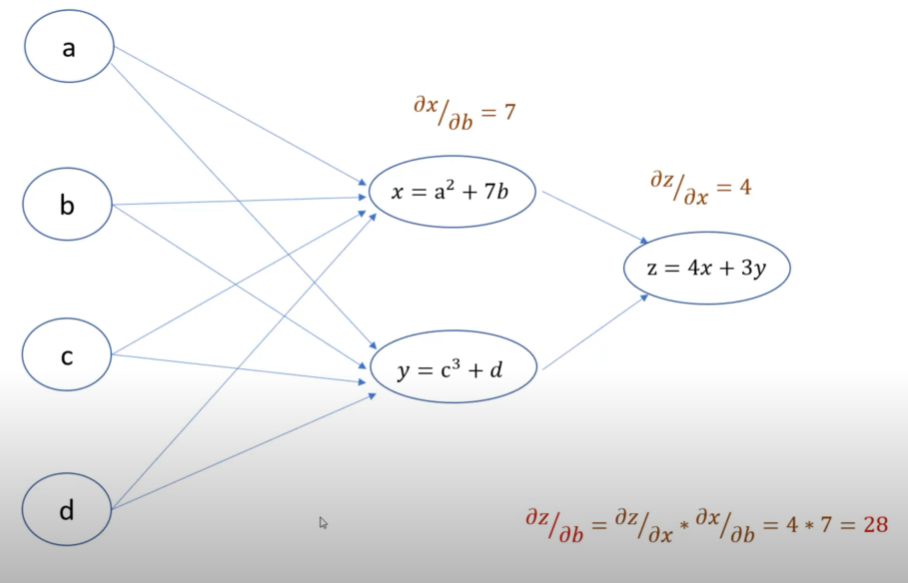 a
∂x/∂b = 7
∂z/∂x = 4
b
x = a² + 7b
z = 4x + 3y
c
y = c³ + d
d
∂z/∂b = ∂z/∂x * ∂x/∂b = 4 * 7 = 28